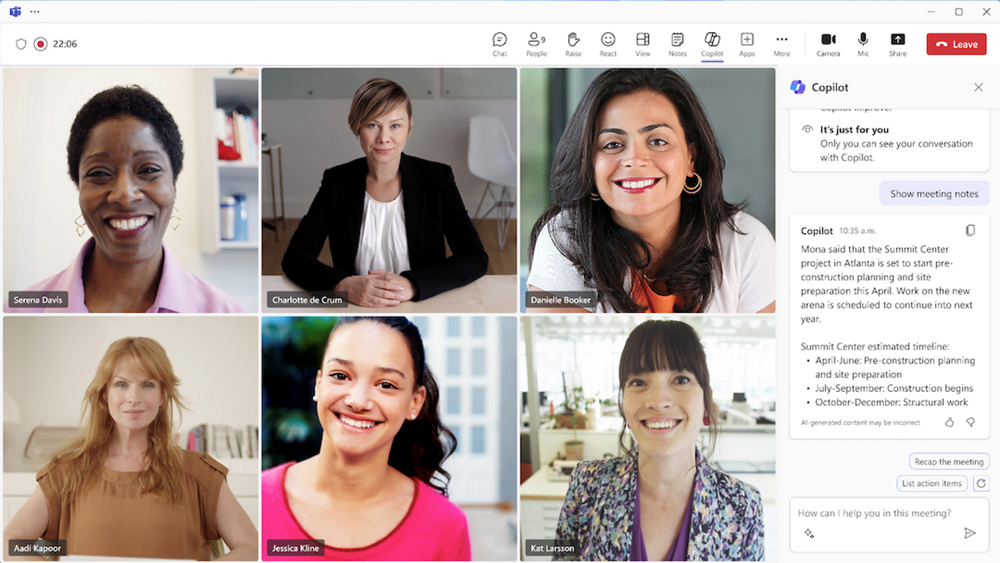 22:06
9
Chat
People
Raise
React
View
Notes
Copilot
Apps
More
Camera
Mic
Share
Leave
Serena Davis
Charlotte de Crum
Danielle Booker
Aadi Kapoor
Jessica Kline
Kat Larsson
Copilot
Copilot improve.
It's just for you
Only you can see your conversation
with Copilot.
Show meeting notes
Copilot 10:35 a.m.
Mona said that the Summit Center
project in Atlanta is set to start pre-
construction planning and site
preparation this April. Work on the new
arena is scheduled to continue into next
year.
Summit Center estimated timeline:
• April-June: Pre-construction planning
and site preparation
• July-September: Construction begins
• October-December: Structural work
AI-generated content may be incorrect
Recap the meeting
List action items
How can I help you in this meeting?